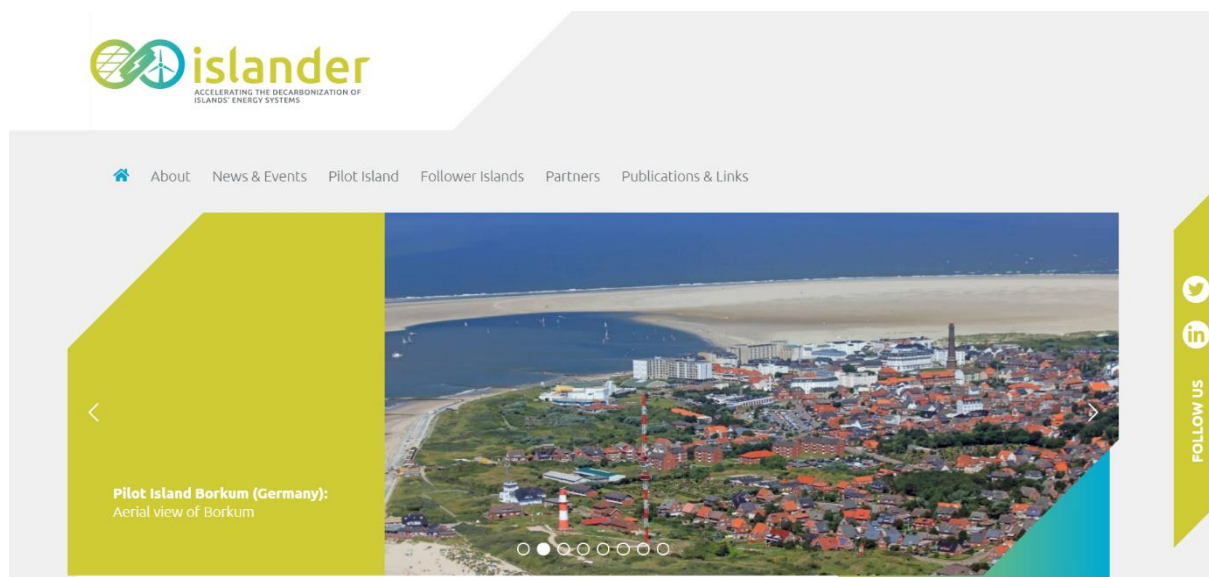 islander
ACCELERATING THE DECARBONIZATION OF
ISLANDS' ENERGY SYSTEMS
About News & Events Pilot Island Follower Islands Partners Publications & Links
Pilot Island Borkum (Germany):
Aerial view of Borkum
in
FOLLOW US